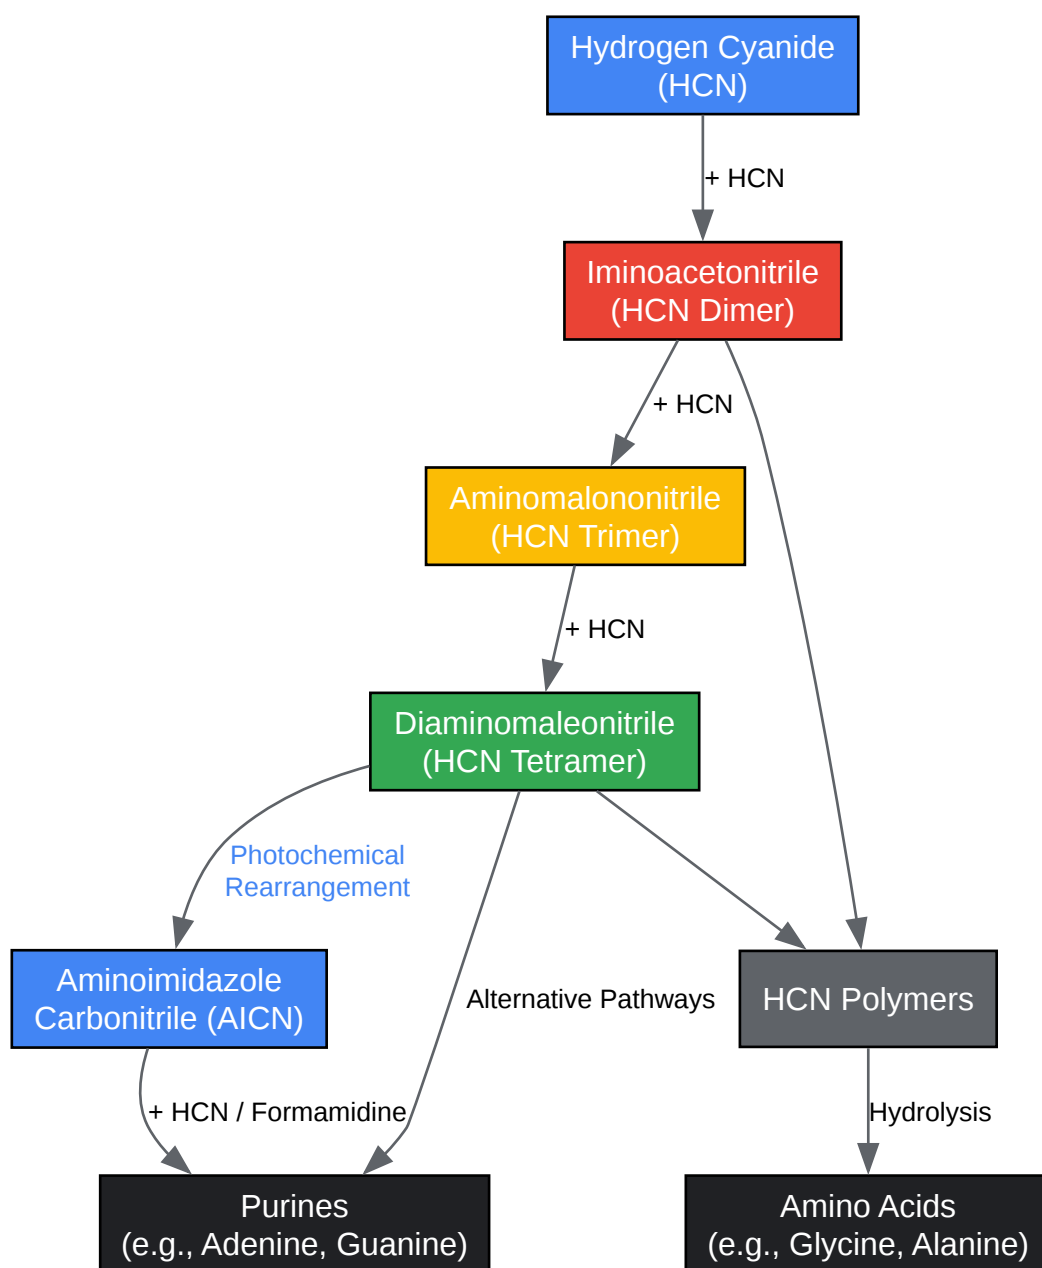 Hydrogen Cyanide
(HCN)
+ HCN
Iminoacetonitrile
(HCN Dimer)
+ HCN
Aminomalononitrile
(HCN Trimer)
+ HCN
Diaminomaleonitrile
(HCN Tetramer)
Photochemical
Rearrangement
Aminoimidazole
Carbonitrile (AICN)
Alternative Pathways
HCN Polymers
+ HCN / Formamidine
Hydrolysis
Purines
(e.g., Adenine, Guanine)
Amino Acids
(e.g., Glycine, Alanine)